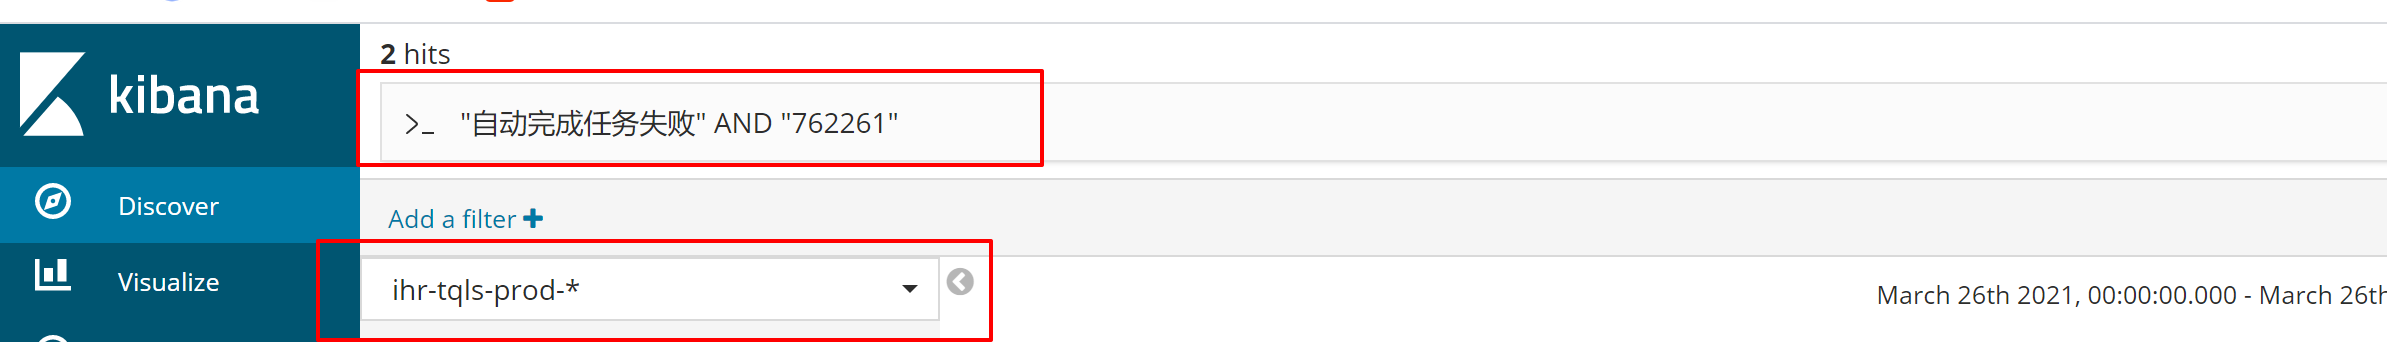 kibana
2 hits
>_ "自动完成任务失败" AND "762261"
Discover
Add a filter +
Visualize
ihr-tqls-prod-*
March 26th 2021, 00:00:00.000 - March 26th